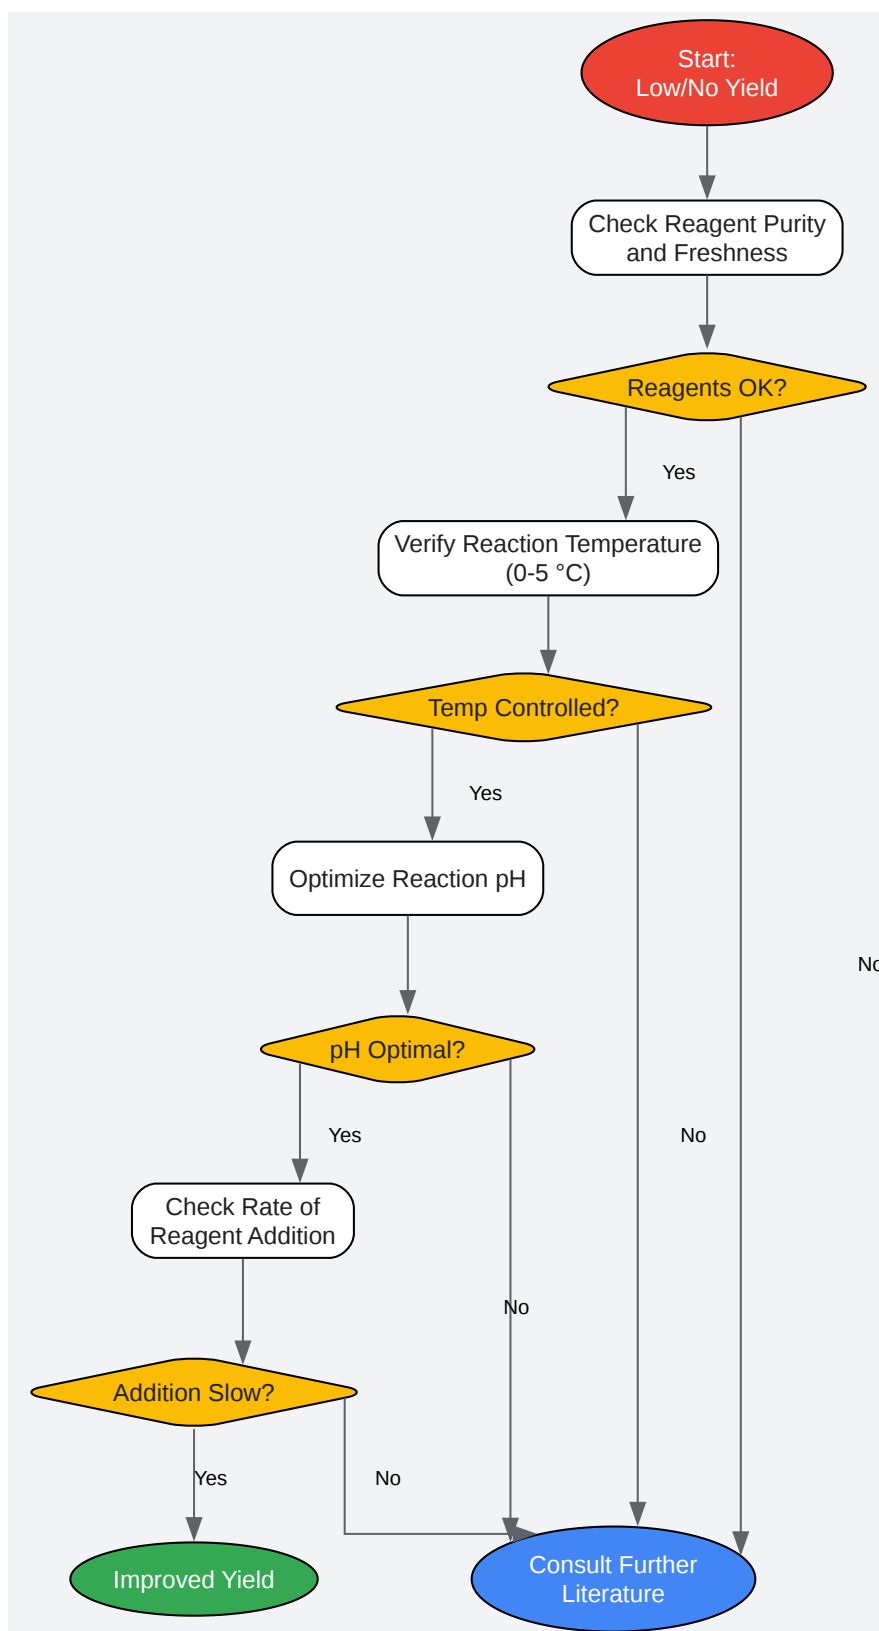 Start:
Low/No Yield
Check Reagent Purity
and Freshness
Reagents OK?
Yes
Verify Reaction Temperature
(0-5 °C)
Temp Controlled?
Yes
Optimize Reaction pH
No
pH Optimal?
Yes
No
Check Rate of
Reagent Addition
No
Addition Slow?
Yes
No
Improved Yield
Consult Further
Literature